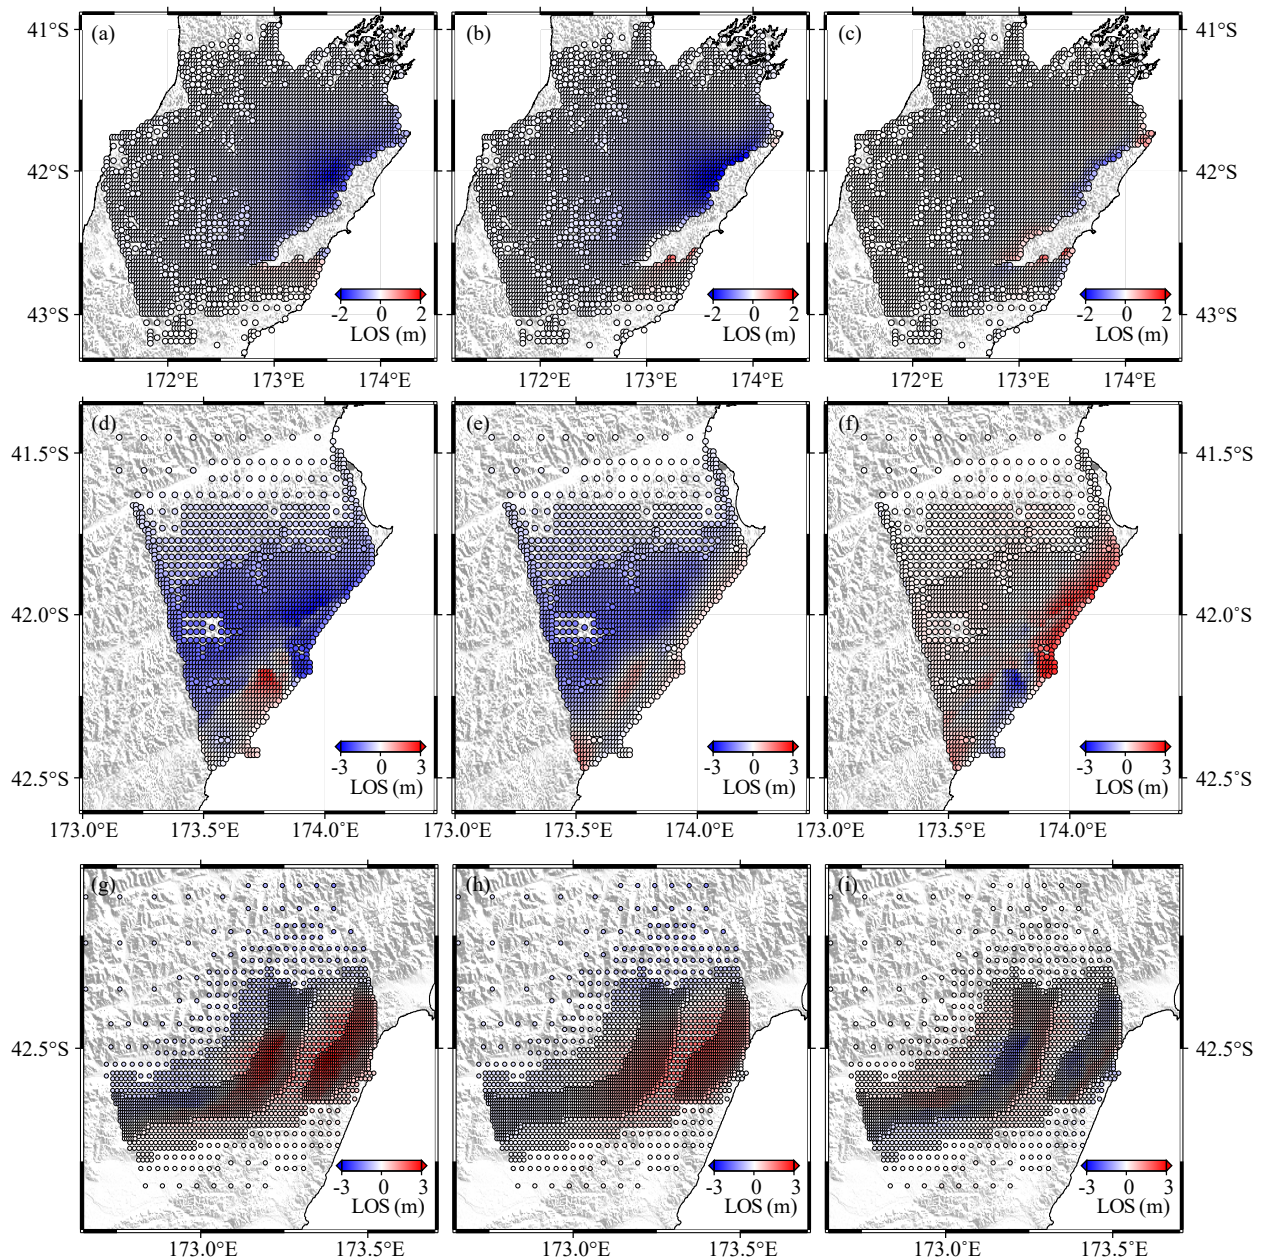 (a) (b) (c)
41°S 41°S
42°S 42°S
43°S 43°S
-2 0 2 -2 0 2 -2 0 2
LOS (m) LOS (m) LOS (m)
172°E 173°E 174°E 172°E 173°E 174°E 172°E 173°E 174°E
(d) (e) (f)
41.5°S 41.5°S
42.0°S 42.0°S
-3 0 3 -3 0 3 -3 0 3
42.5°S LOS (m) LOS (m) LOS (m) 42.5°S
173.0°E 173.5°E 174.0°E 173.0°E 173.5°E 174.0°E 173.0°E 173.5°E 174.0°E
(g) (h) (i)
42.5°S 42.5°S
-3 0 3 -3 0 3 -3 0 3
LOS (m) LOS (m) LOS (m)
173.0°E 173.5°E 173.0°E 173.5°E 173.0°E 173.5°E